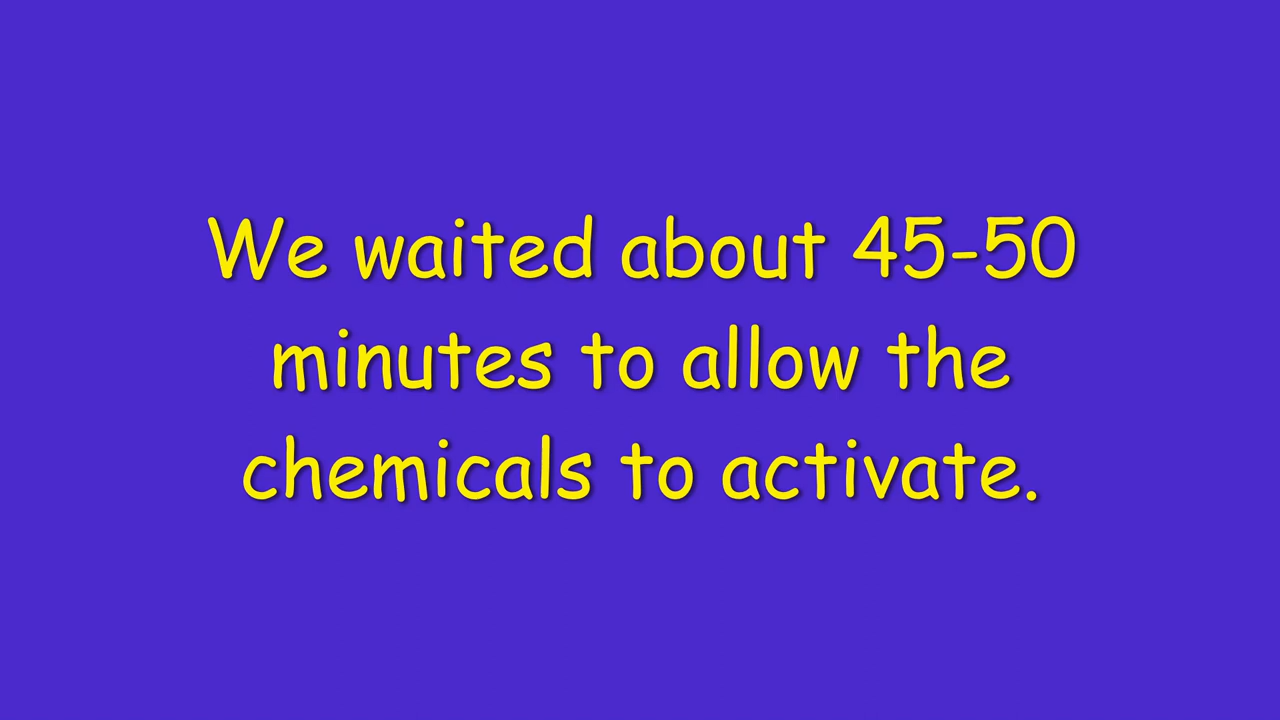 We waited about 45-50
minutes to allow the
chemicals to activate.